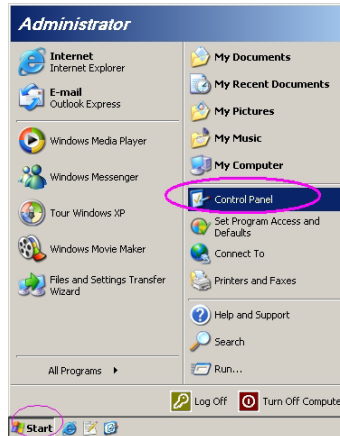 Administrator
Internet
Internet Explorer
E-mail
Outlook Express
Windows Media Player
Windows Messenger
Tour Windows XP
Windows Movie Maker
Files and Settings Transfer
Wizard
All Programs
My Documents
My Recent Documents
My Pictures
My Music
My Computer
Control Panel
Set Program Access and
Defaults
Connect To
Printers and Faxes
Help and Support
Search
Run...
Log Off
Turn Off Compute
Start